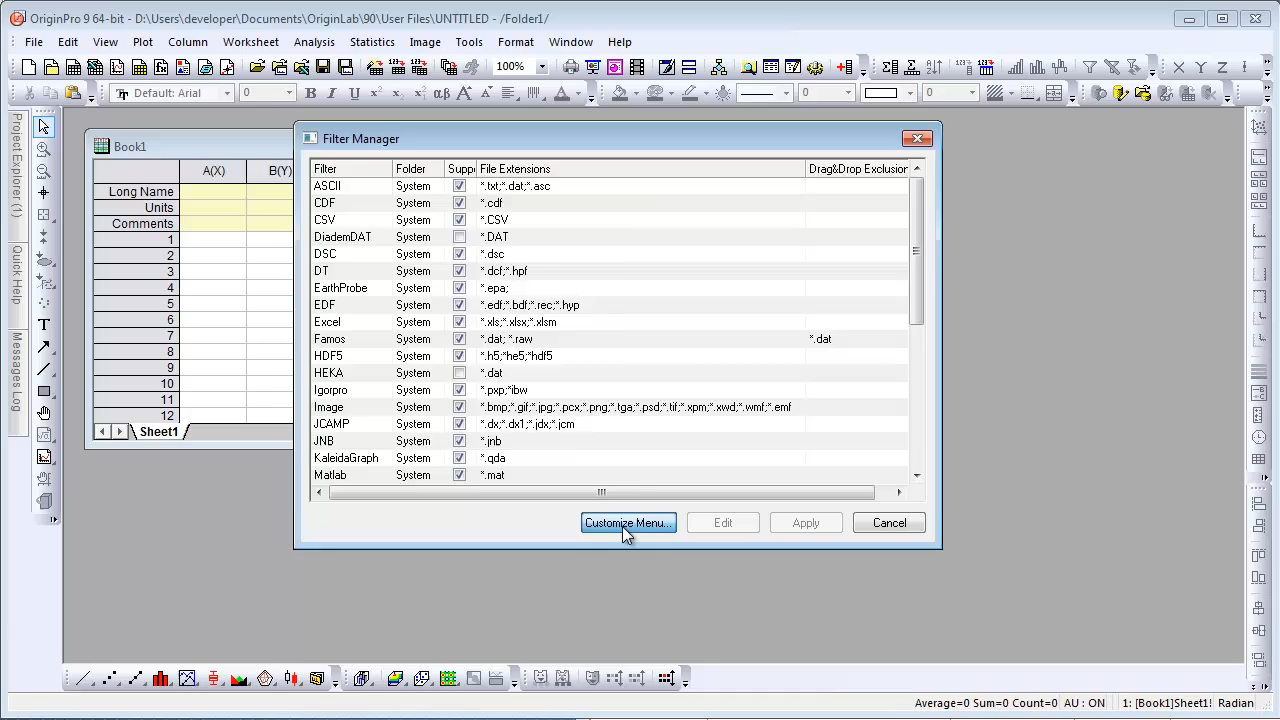 OriginPro 9 64-bit - D:\Users\developer\Documents\OriginLab\90\User Files\UNTITLED - /Folder1/
File Edit View Plot Column Worksheet Analysis Statistics Image Tools Format Window Help
100%
Default: Arial 0 B I U 0 0
Project Explorer (1)
Quick Help
Messages Log
Book1
A(X) B(Y)
Long Name
Units
Comments
1
2
3
4
5
6
7
8
9
10
11
12
Sheet1
Filter Manager
Filter Folder Suppo File Extensions Drag&Drop Exclusion
ASCII System *.txt;*.dat;*.asc
CDF System *.cdf
CSV System *.CSV
DiademDAT System *.DAT
DSC System *.dsc
DT System *.dcf;*.hpf
EarthProbe System *.epa;
EDF System *.edf;*.bdf;*.rec;*.hyp
Excel System *.xls;*.xlsx;*.xlsm
Famos System *.dat; *.raw *.dat
HDF5 System *.h5;*he5;*hdf5
HEKA System *.dat
Igorpro System *.pxp;*ibw
Image System *.bmp;*.gif;*.jpg;*.pcx;*.png;*.tga;*.psd;*.tif;*.xpm;*.xwd;*.wmf;*.emf
JCAMP System *.dx;*.dx1;*.jdx;*.jcm
JNB System *.jnb
KaleidaGraph System *.qda
Matlab System *.mat
Customize Menu... Edit Apply Cancel
Average=0 Sum=0 Count=0 AU : ON 1: [Book1]Sheet1! Radian